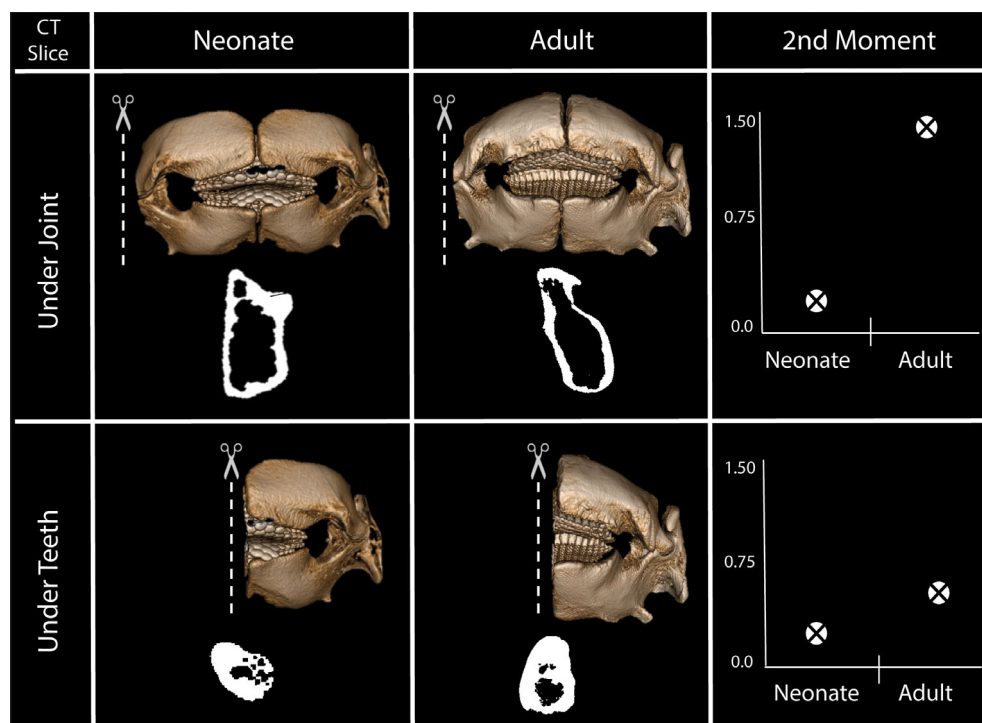 CT
Slice
Neonate
Adult
2nd Moment
Under Joint
1.50
0.75
0.0
Neonate
Adult
Under Teeth
1.50
0.75
0.0
Neonate
Adult